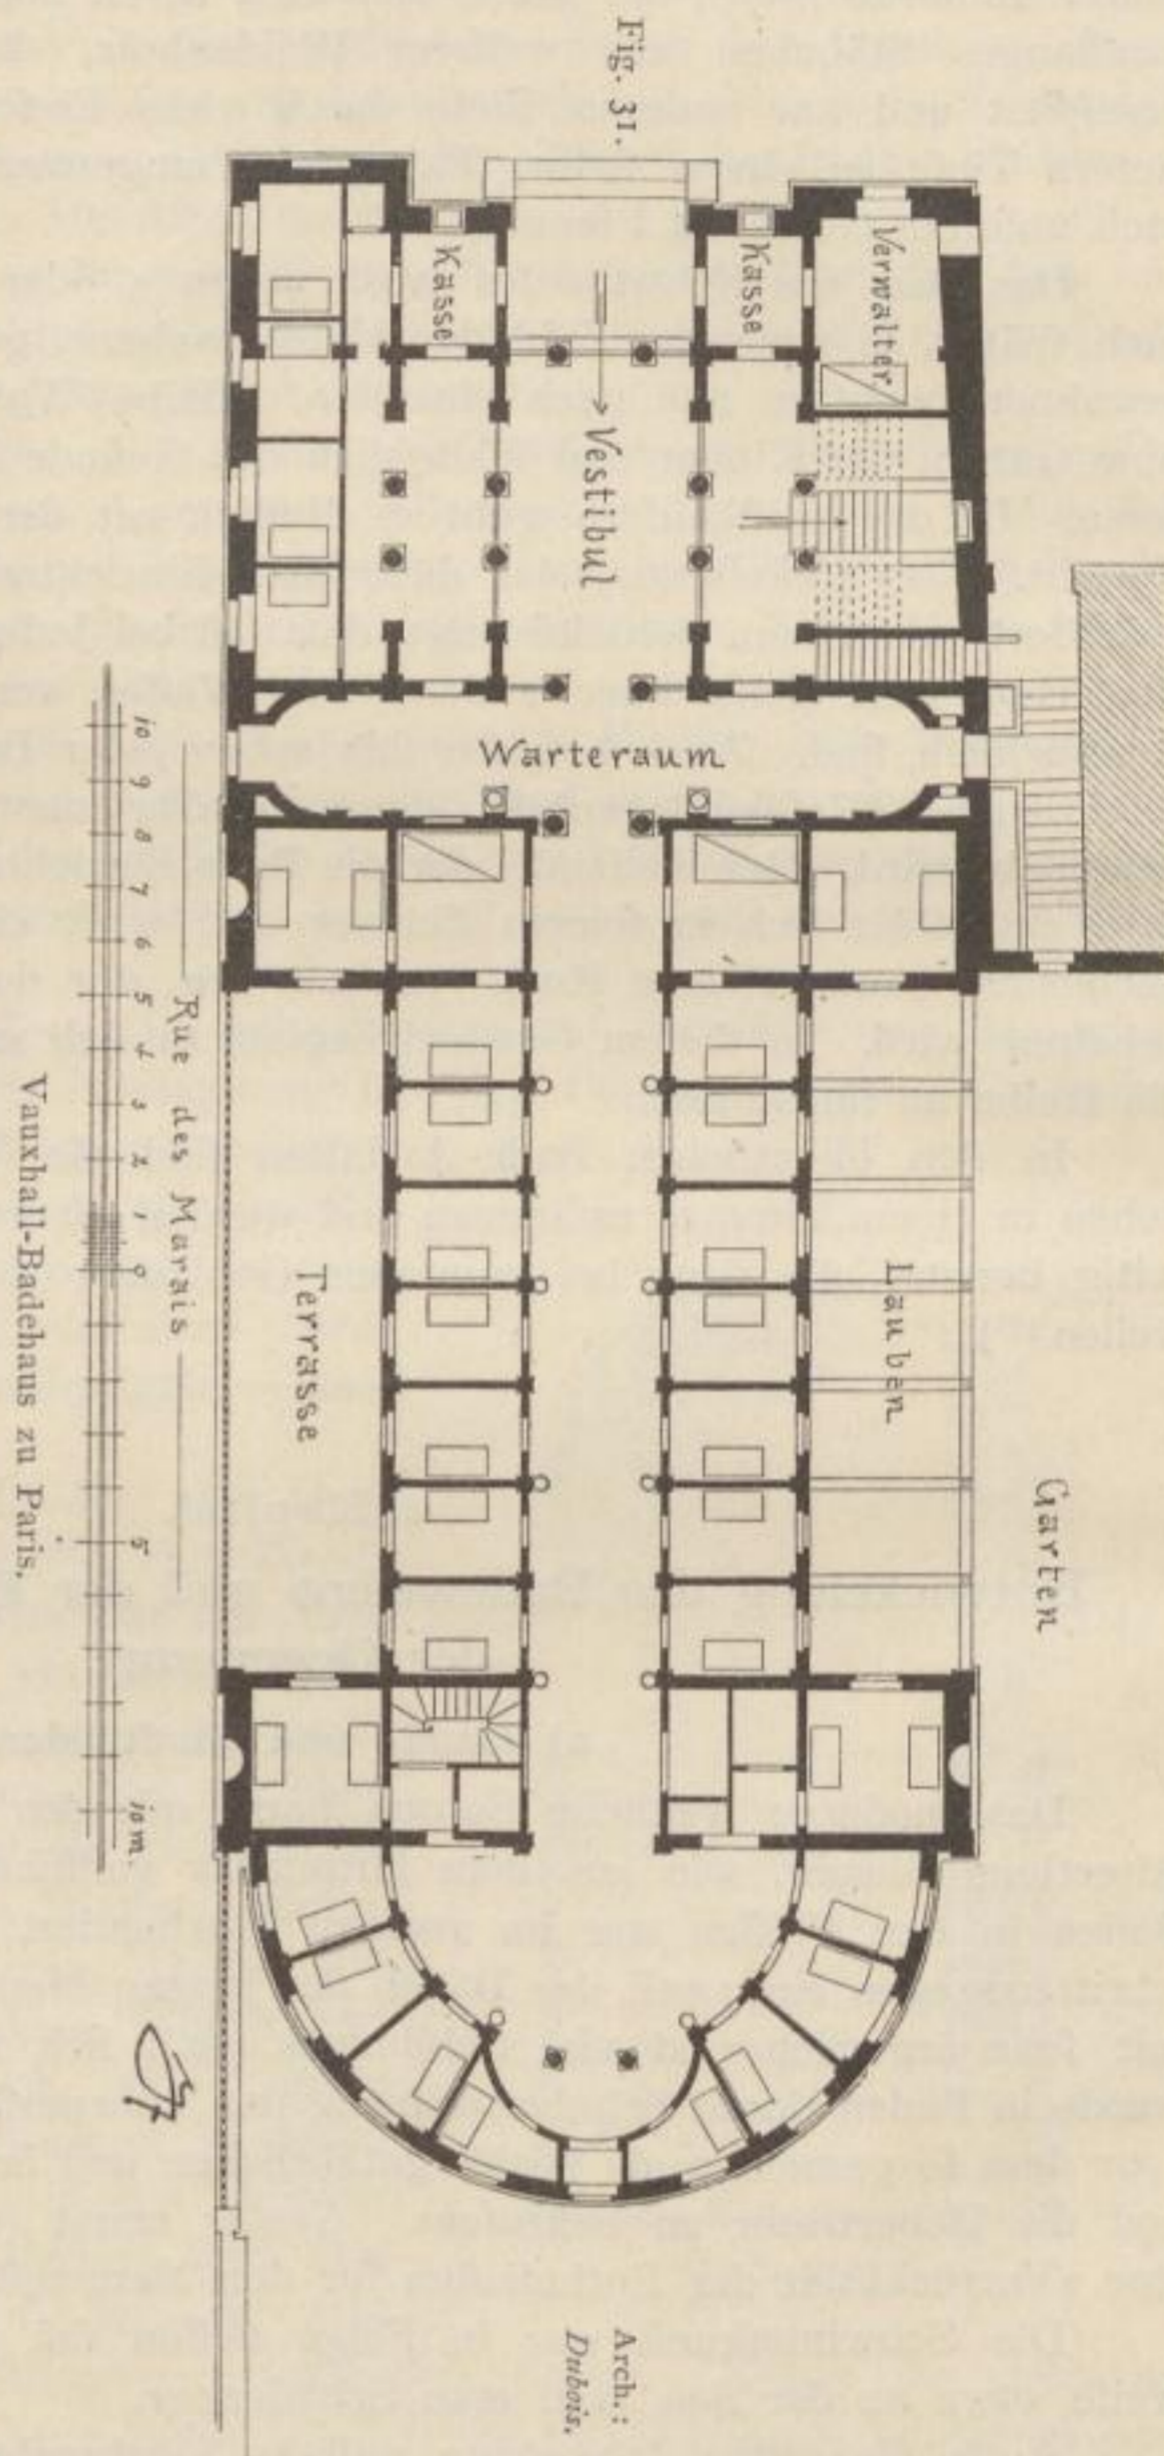 Fig. 31.
Kasse
Kasse
Verwalter
Vestibul
Warteraum
Terrasse
Lauben
Garten
Rue des Marais
10 9 8 7 6 5 4 3 2 1 0 5 10 m.
Arch.:
Dubois.
Vauxhall-Badehaus zu Paris.